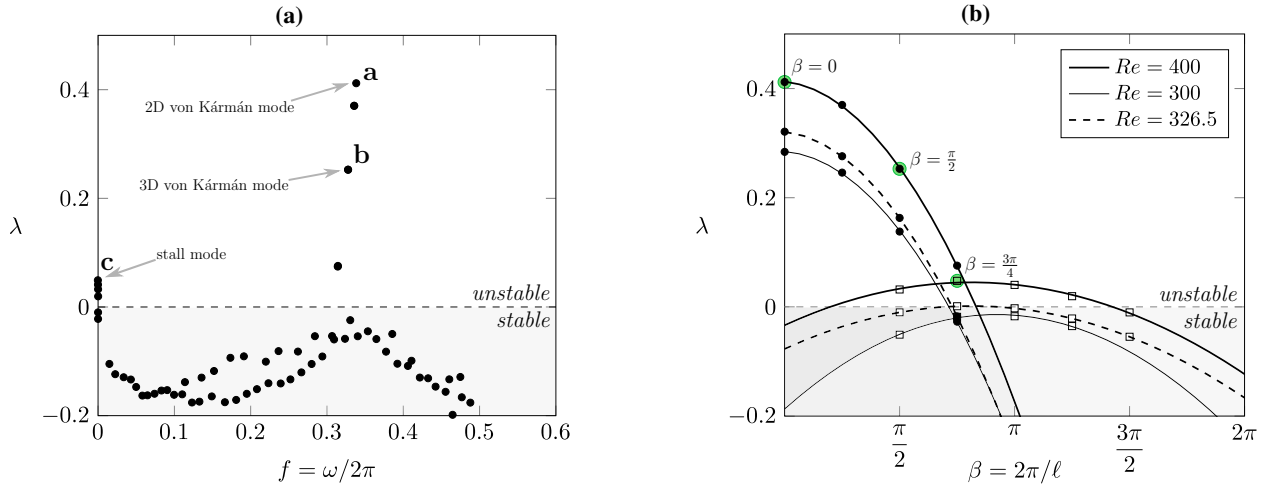 (a)
0.4
0.2
0
−0.2
λ
a
2D von Kármán mode
b
3D von Kármán mode
c
stall mode
unstable
stable
0 0.1 0.2 0.3 0.4 0.5 0.6
f = ω/2π
(b)
0.4
0.2
0
−0.2
λ
β = 0
β = π/2
β = 3π/4
Re = 400
Re = 300
Re = 326.5
unstable
stable
π/2 π 3π/2 2π
β = 2π/ℓ